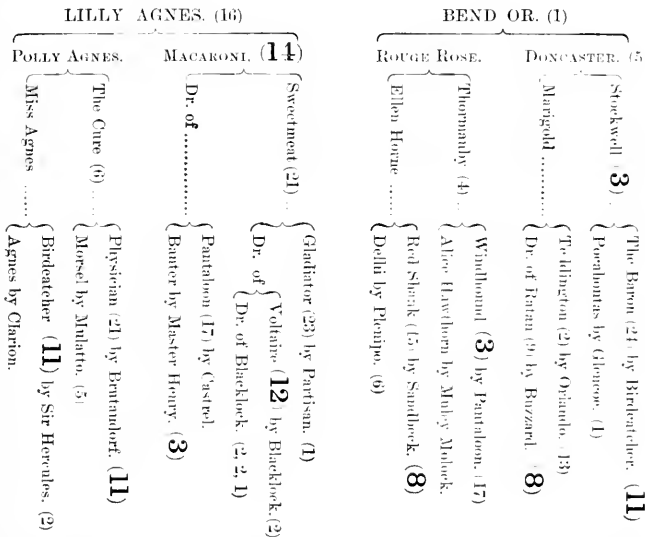 LILLY AGNES. (16)
BEND OR. (1)
POLLY AGNES.
MACARONI. (14)
ROUGE ROSE.
DONCASTER. (5
Stockwell (3) ..
Marigold ............
Thormanby (4) ..
Ellen Horne ......
Sweetmeat (21) ..
Dr. of ................
The Cure (6) ....
Miss Agnes ......
The Baron (24) by Birdcatcher. (11)
Pocahontas by Glencoe. (1)
Teddington (2) by Orlando. (13)
Dr. of Ratan (9) by Buzzard. (8)
Windhound (3) by Pantaloon. (17)
Alice Hawthorn by Muley Moloch.
Red Shank (15) by Sandbeck. (8)
Delhi by Plenipo. (6)
Gladiator (23) by Partisan. (1)
Dr. of
Voltaire (12) by Blacklock. (2)
Dr. of Blacklock. (2, 2, 1)
Pantaloon (17) by Castrel.
Banter by Master Henry. (3)
Physician (21) by Brutandorf. (11)
Morsel by Mulatto. (5)
Birdcatcher (11) by Sir Hercules. (2)
Agnes by Clarion.